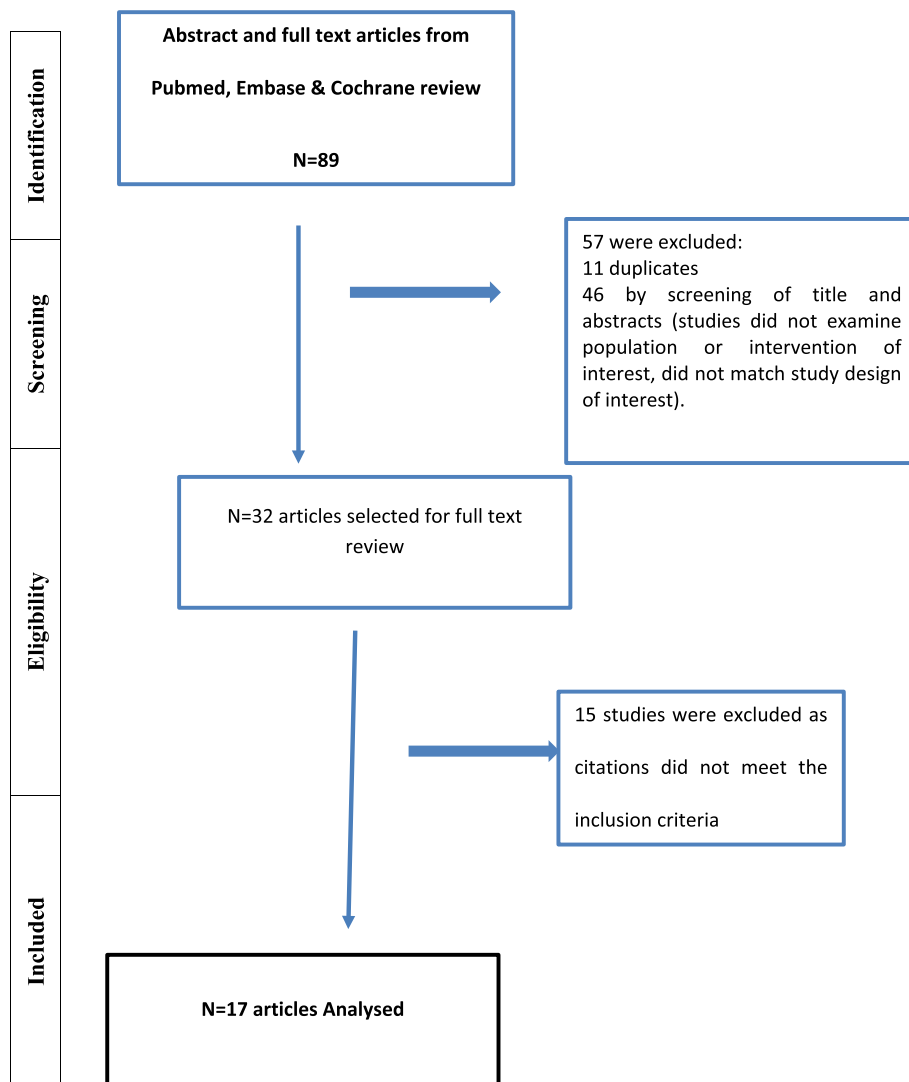 Identification
Abstract and full text articles from
Pubmed, Embase & Cochrane review
N=89
Screening
57 were excluded:
11 duplicates
46 by screening of title and
abstracts (studies did not examine
population or intervention of
interest, did not match study design
of interest).
Eligibility
N=32 articles selected for full text
review
15 studies were excluded as
citations did not meet the
inclusion criteria
Included
N=17 articles Analysed